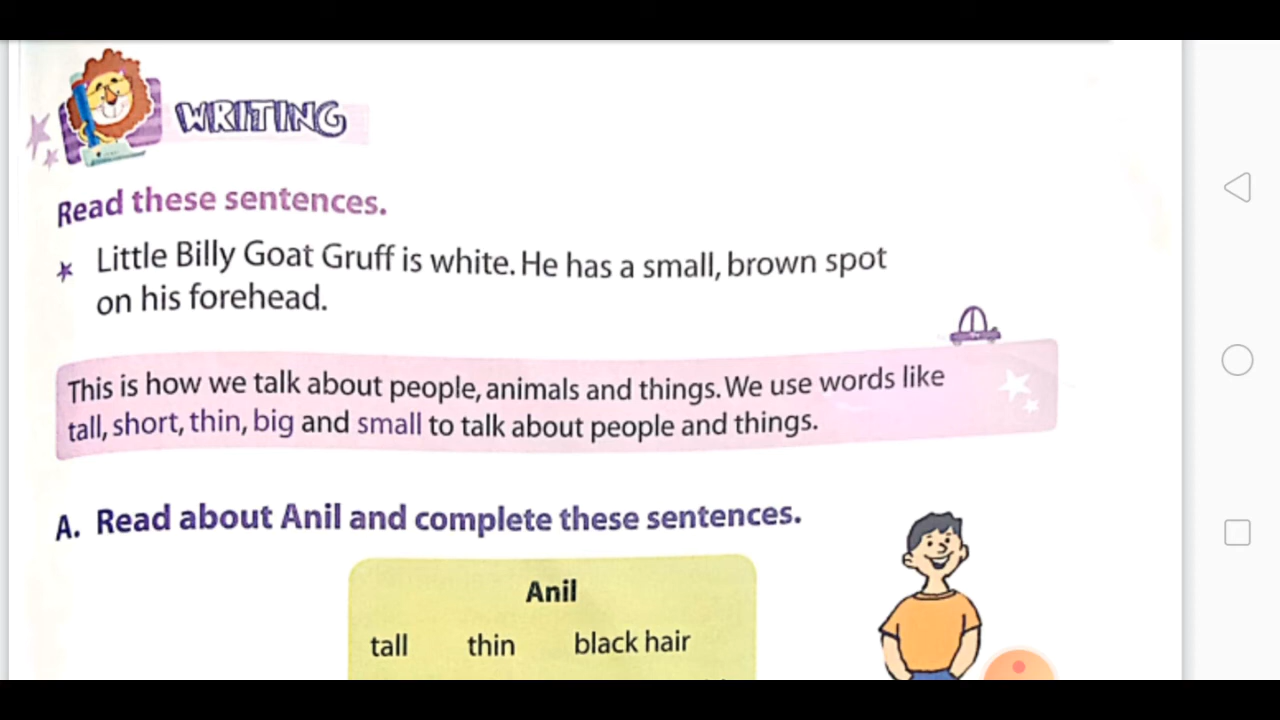 WRITING
Read these sentences.
Little Billy Goat Gruff is white. He has a small, brown spot
on his forehead.
This is how we talk about people, animals and things. We use words like
tall, short, thin, big and small to talk about people and things.
A. Read about Anil and complete these sentences.
Anil
tall thin black hair